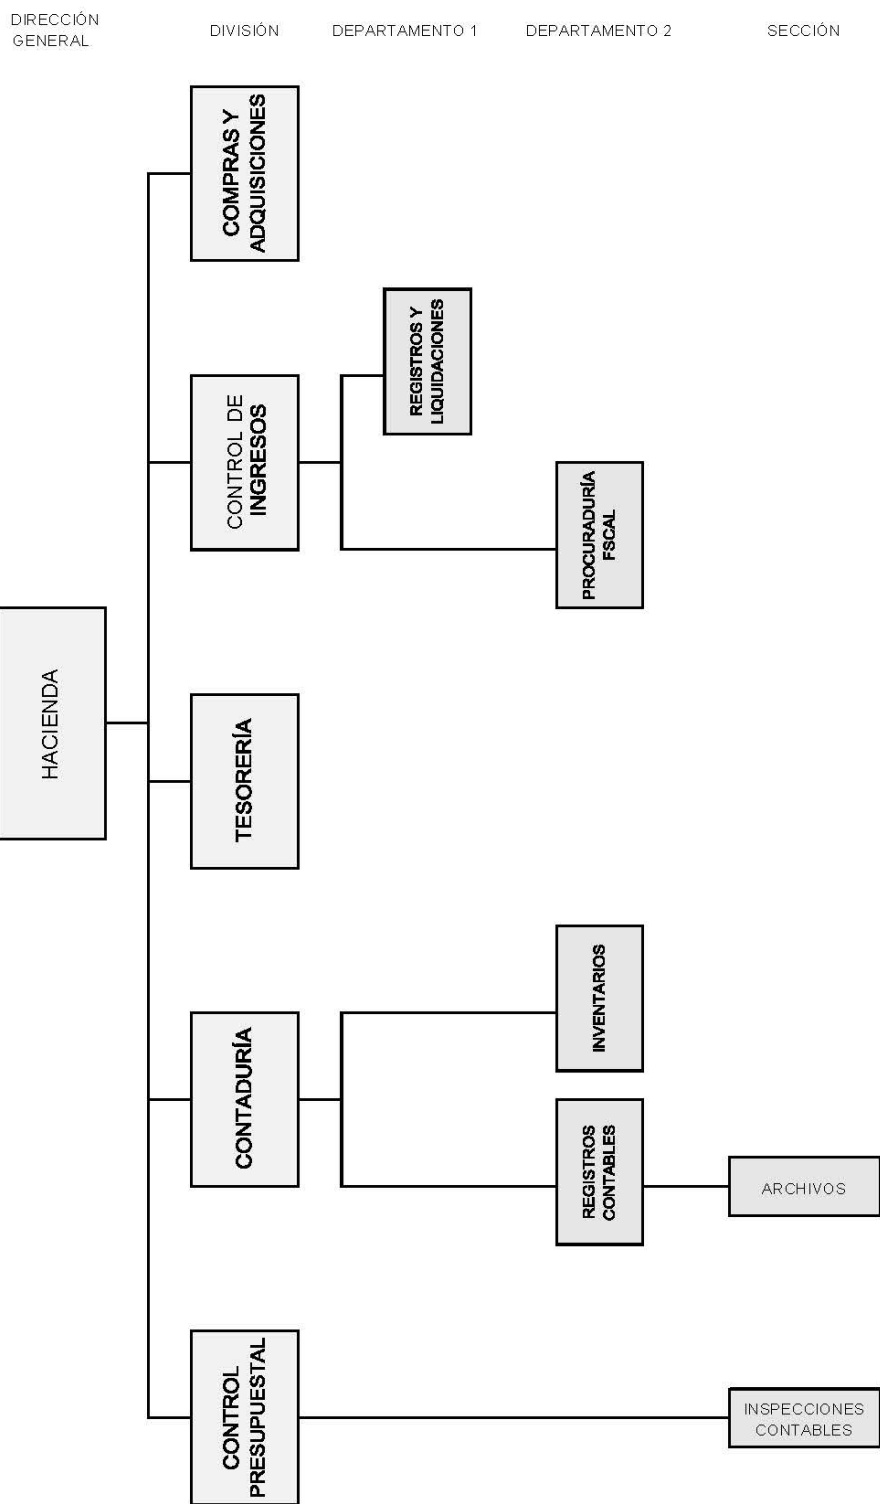 DIRECCIÓN
GENERAL
DIVISIÓN
DEPARTAMENTO 1
DEPARTAMENTO 2
SECCIÓN
COMPRAS Y
ADQUISICIONES
REGISTROS Y
LIQUIDACIONES
CONTROL DE
INGRESOS
PROCURADURÍA
FSCAL
HACIENDA
TESORERÍA
INVENTARIOS
CONTADURÍA
REGISTROS
CONTABLES
ARCHIVOS
CONTROL
PRESUPUESTAL
INSPECCIONES
CONTABLES